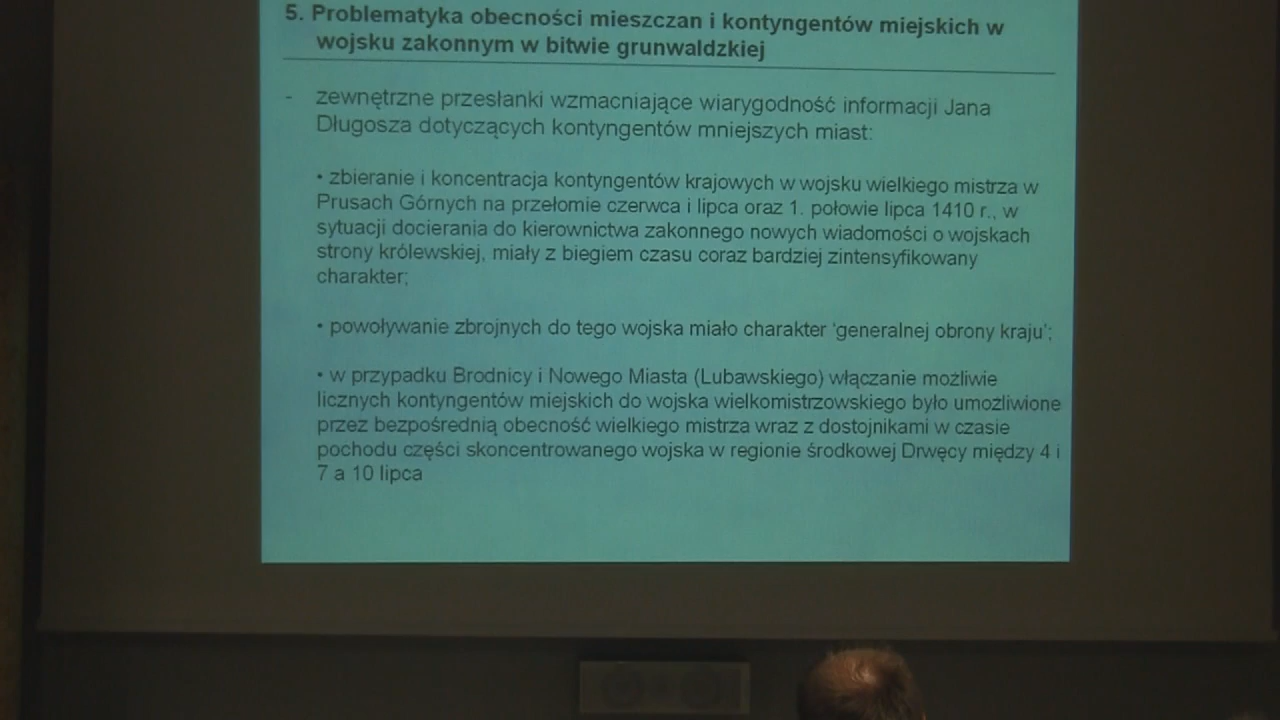 5. Problematyka obecności mieszczan i kontyngentów miejskich w
wojsku zakonnym w bitwie grunwaldzkiej
- zewnętrzne przesłanki wzmacniające wiarygodność informacji Jana
Długosza dotyczących kontyngentów mniejszych miast:
• zbieranie i koncentracja kontyngentów krajowych w wojsku wielkiego mistrza w
Prusach Górnych na przełomie czerwca i lipca oraz 1. połowie lipca 1410 r., w
sytuacji docierania do kierownictwa zakonnego nowych wiadomości o wojskach
strony królewskiej, miały z biegiem czasu coraz bardziej zintensyfikowany
charakter;
• powoływanie zbrojnych do tego wojska miało charakter 'generalnej obrony kraju';
• w przypadku Brodnicy i Nowego Miasta (Lubawskiego) włączanie możliwie
licznych kontyngentów miejskich do wojska wielkomistrzowskiego było umożliwione
przez bezpośrednią obecność wielkiego mistrza wraz z dostojnikami w czasie
pochodu części skoncentrowanego wojska w regionie środkowej Drwęcy między 4 i
7 a 10 lipca